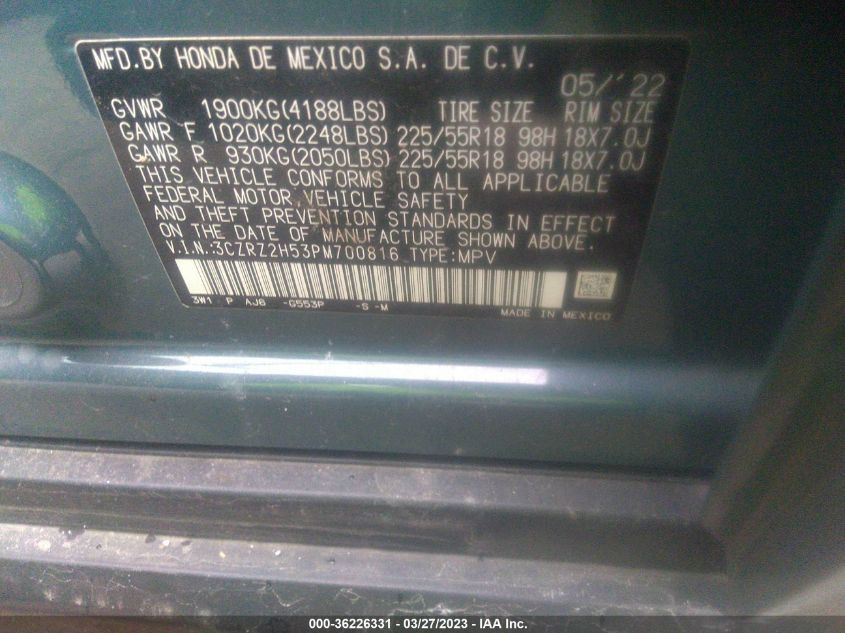 MFD.BY HONDA DE MEXICO S.A. DE C.V.
05/'22
GVWR 1900KG(4188LBS) TIRE SIZE RIM SIZE
GAWR F 1020KG(2248LBS) 225/55R18 98H 18X7.0J
GAWR R 930KG(2050LBS) 225/55R18 98H 18X7.0J
THIS VEHICLE CONFORMS TO ALL APPLICABLE
FEDERAL MOTOR VEHICLE SAFETY
AND THEFT PREVENTION STANDARDS IN EFFECT
ON THE DATE OF MANUFACTURE SHOWN ABOVE.
V.I.N.:3CZRZ2H53PM700816 TYPE:MPV
3W1 P AJ8 -G553P -S -M
MADE IN MEXICO
000-36226331 — 03/27/2023 — IAA Inc.